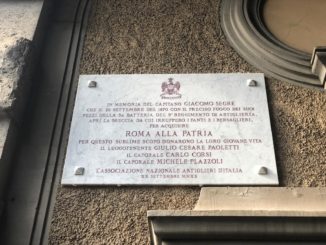 IN MEMORIA DEL CAPITANO GIACOMO SEGRE
CHE IL 20 SETTEMBRE DEL 1870 CON IL PRECISO FUOCO DEI SUOI
PEZZI DELLA 5a BATTERIA DEL 9° REGGIMENTO DI ARTIGLIERIA,
APRÌ LA BRECCIA DA CUI IRRUPPERO I FANTI E I BERSAGLIERI,
PER ACQUISIRE
ROMA ALLA PATRIA
PER QUESTO SUBLIME SCOPO DONARONO LA LORO GIOVANE VITA
IL LUOGOTENENTE GIULIO CESARE PAOLETTI
IL CAPORALE CARLO CORSI
IL CAPORALE MICHELE PLAZZOLI
L'ASSOCIAZIONE NAZIONALE ARTIGLIERI D'ITALIA
XX SETTEMBRE MMXX